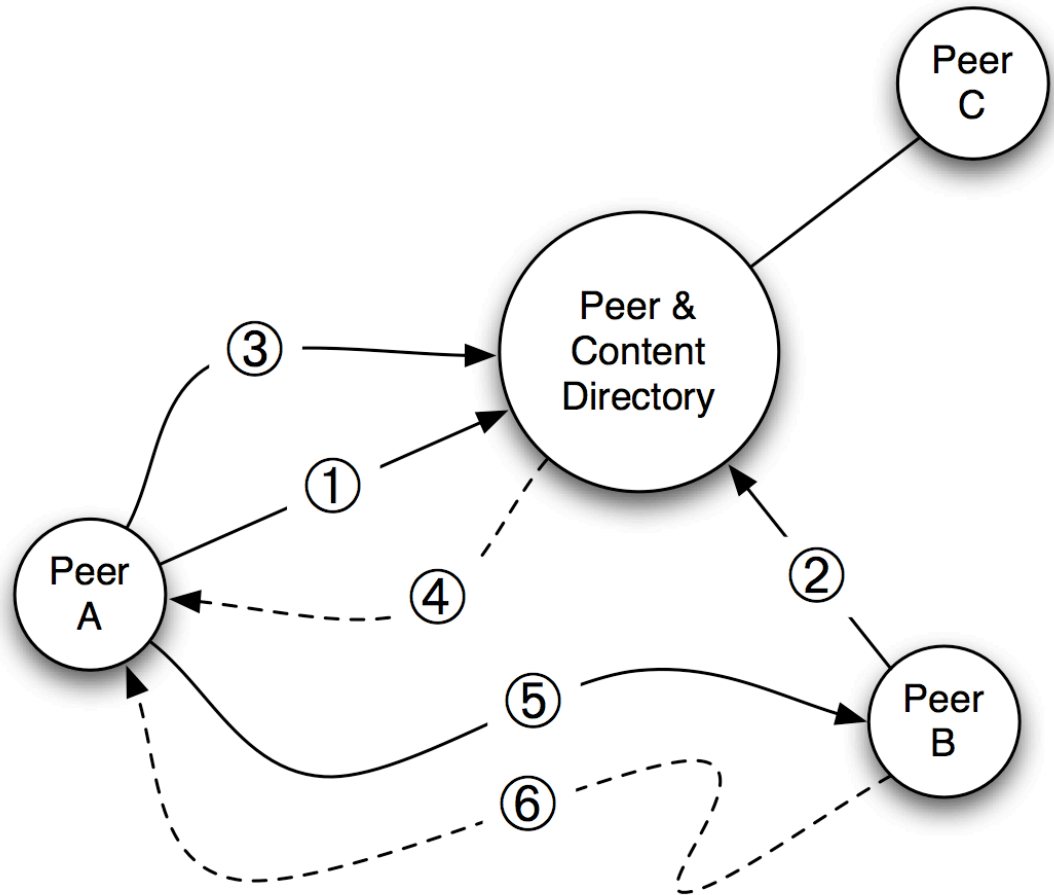 Peer
C
Peer &
Content
Directory
③
①
Peer
A
④
②
⑤
Peer
B
⑥